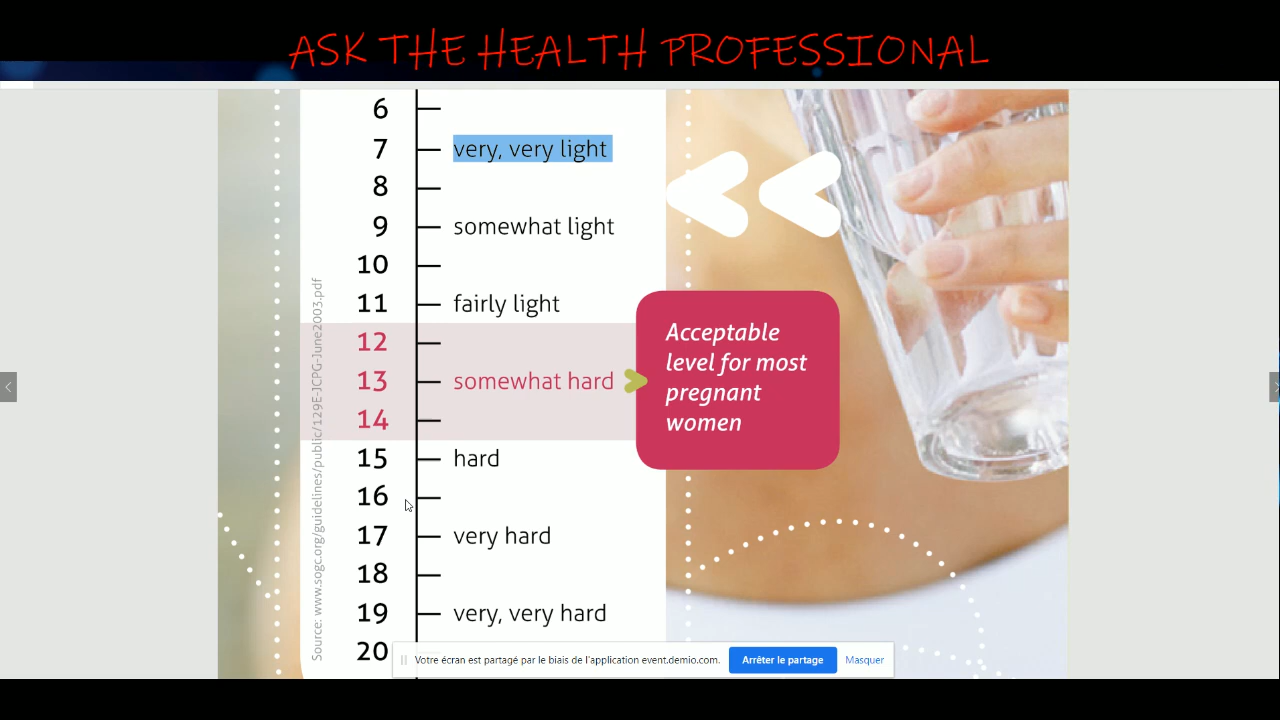 ASK THE HEALTH PROFESSIONAL
6
7 very, very light
8
9 somewhat light
10
11 fairly light
12
13 somewhat hard
14
15 hard
16
17 very hard
18
19 very, very hard
20
Acceptable
level for most
pregnant
women
Source: www.sogc.org/guidelines/public/129E-JCPG-June2003.pdf
Votre écran est partagé par le biais de l'application event.demio.com. Arrêter le partage Masquer